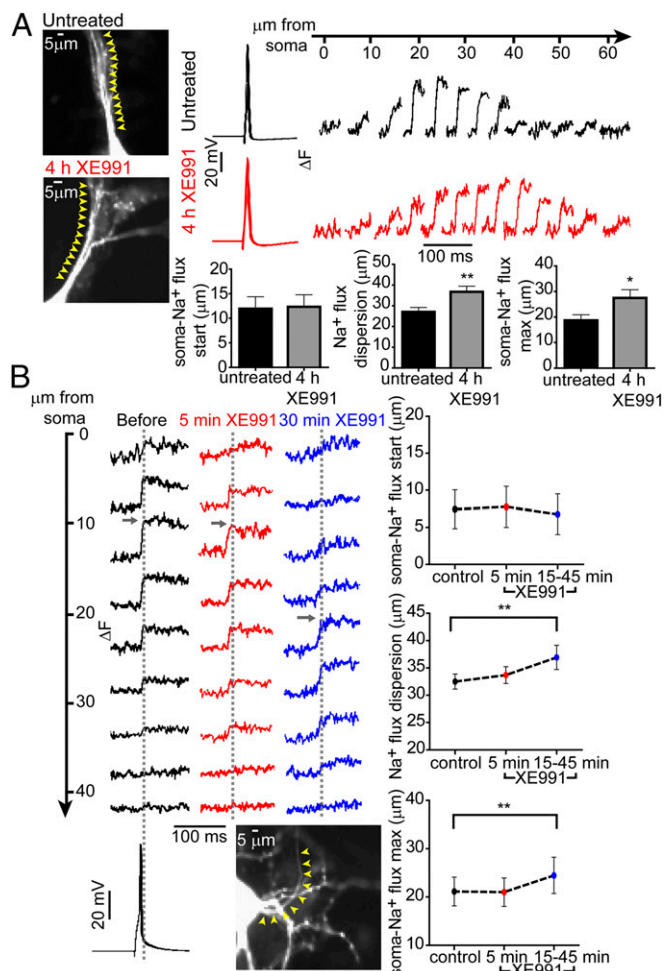 A
Untreated
5μm
4 h XE991
5μm
Untreated
4 h XE991
20 mV
ΔF
μm from
soma
0 10 20 30 40 50 60
100 ms
soma-Na⁺ flux
start (μm)
20
15
10
5
0
untreated 4 h
XE991
Na⁺ flux
dispersion (μm)
50
40
30
20
10
0
**
untreated 4 h
XE991
soma-Na⁺ flux
max (μm)
40
30
20
10
0
*
untreated 4 h
XE991
B
μm from
soma
Before 5 min XE991 30 min XE991
0
10
20
30
40
ΔF
100 ms
20 mV
5 μm
soma-Na⁺ flux start (μm)
20
15
10
5
0
control 5 min 15-45 min
XE991
Na⁺ flux dispersion (μm)
45
40
35
30
25
**
control 5 min 15-45 min
XE991
soma-Na⁺ flux max (μm)
40
30
20
10
**
control 5 min 15-45 min
XE991